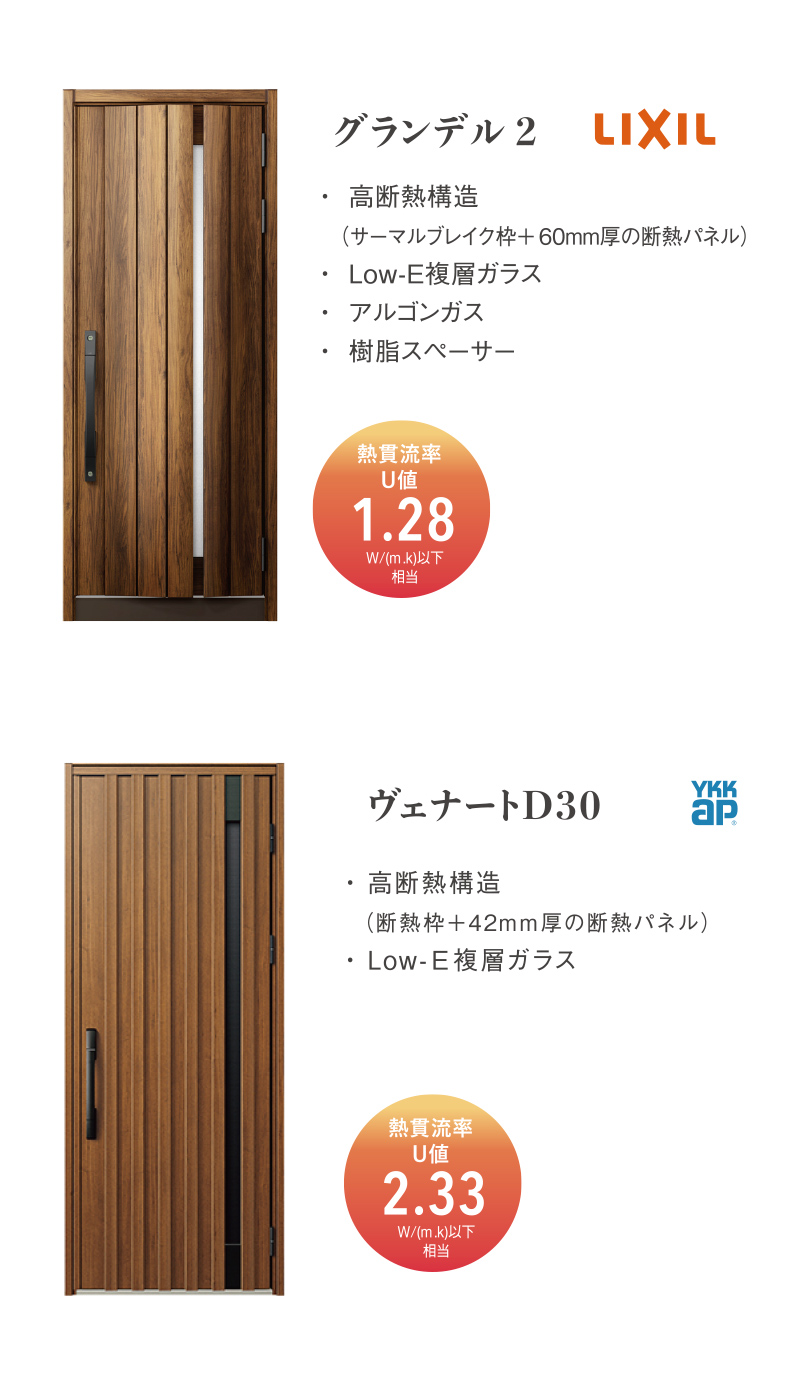 グランデル 2
LIXIL
・ 高断熱構造
（サーマルブレイク枠＋60mm厚の断熱パネル）
・ Low-E複層ガラス
・ アルゴンガス
・ 樹脂スペーサー
熱貫流率
U値
1.28
W/(m.k)以下
相当
ヴェナートD30
YKK
ap®
・ 高断熱構造
（断熱枠＋42mm厚の断熱パネル）
・ Low-E複層ガラス
熱貫流率
U値
2.33
W/(m.k)以下
相当